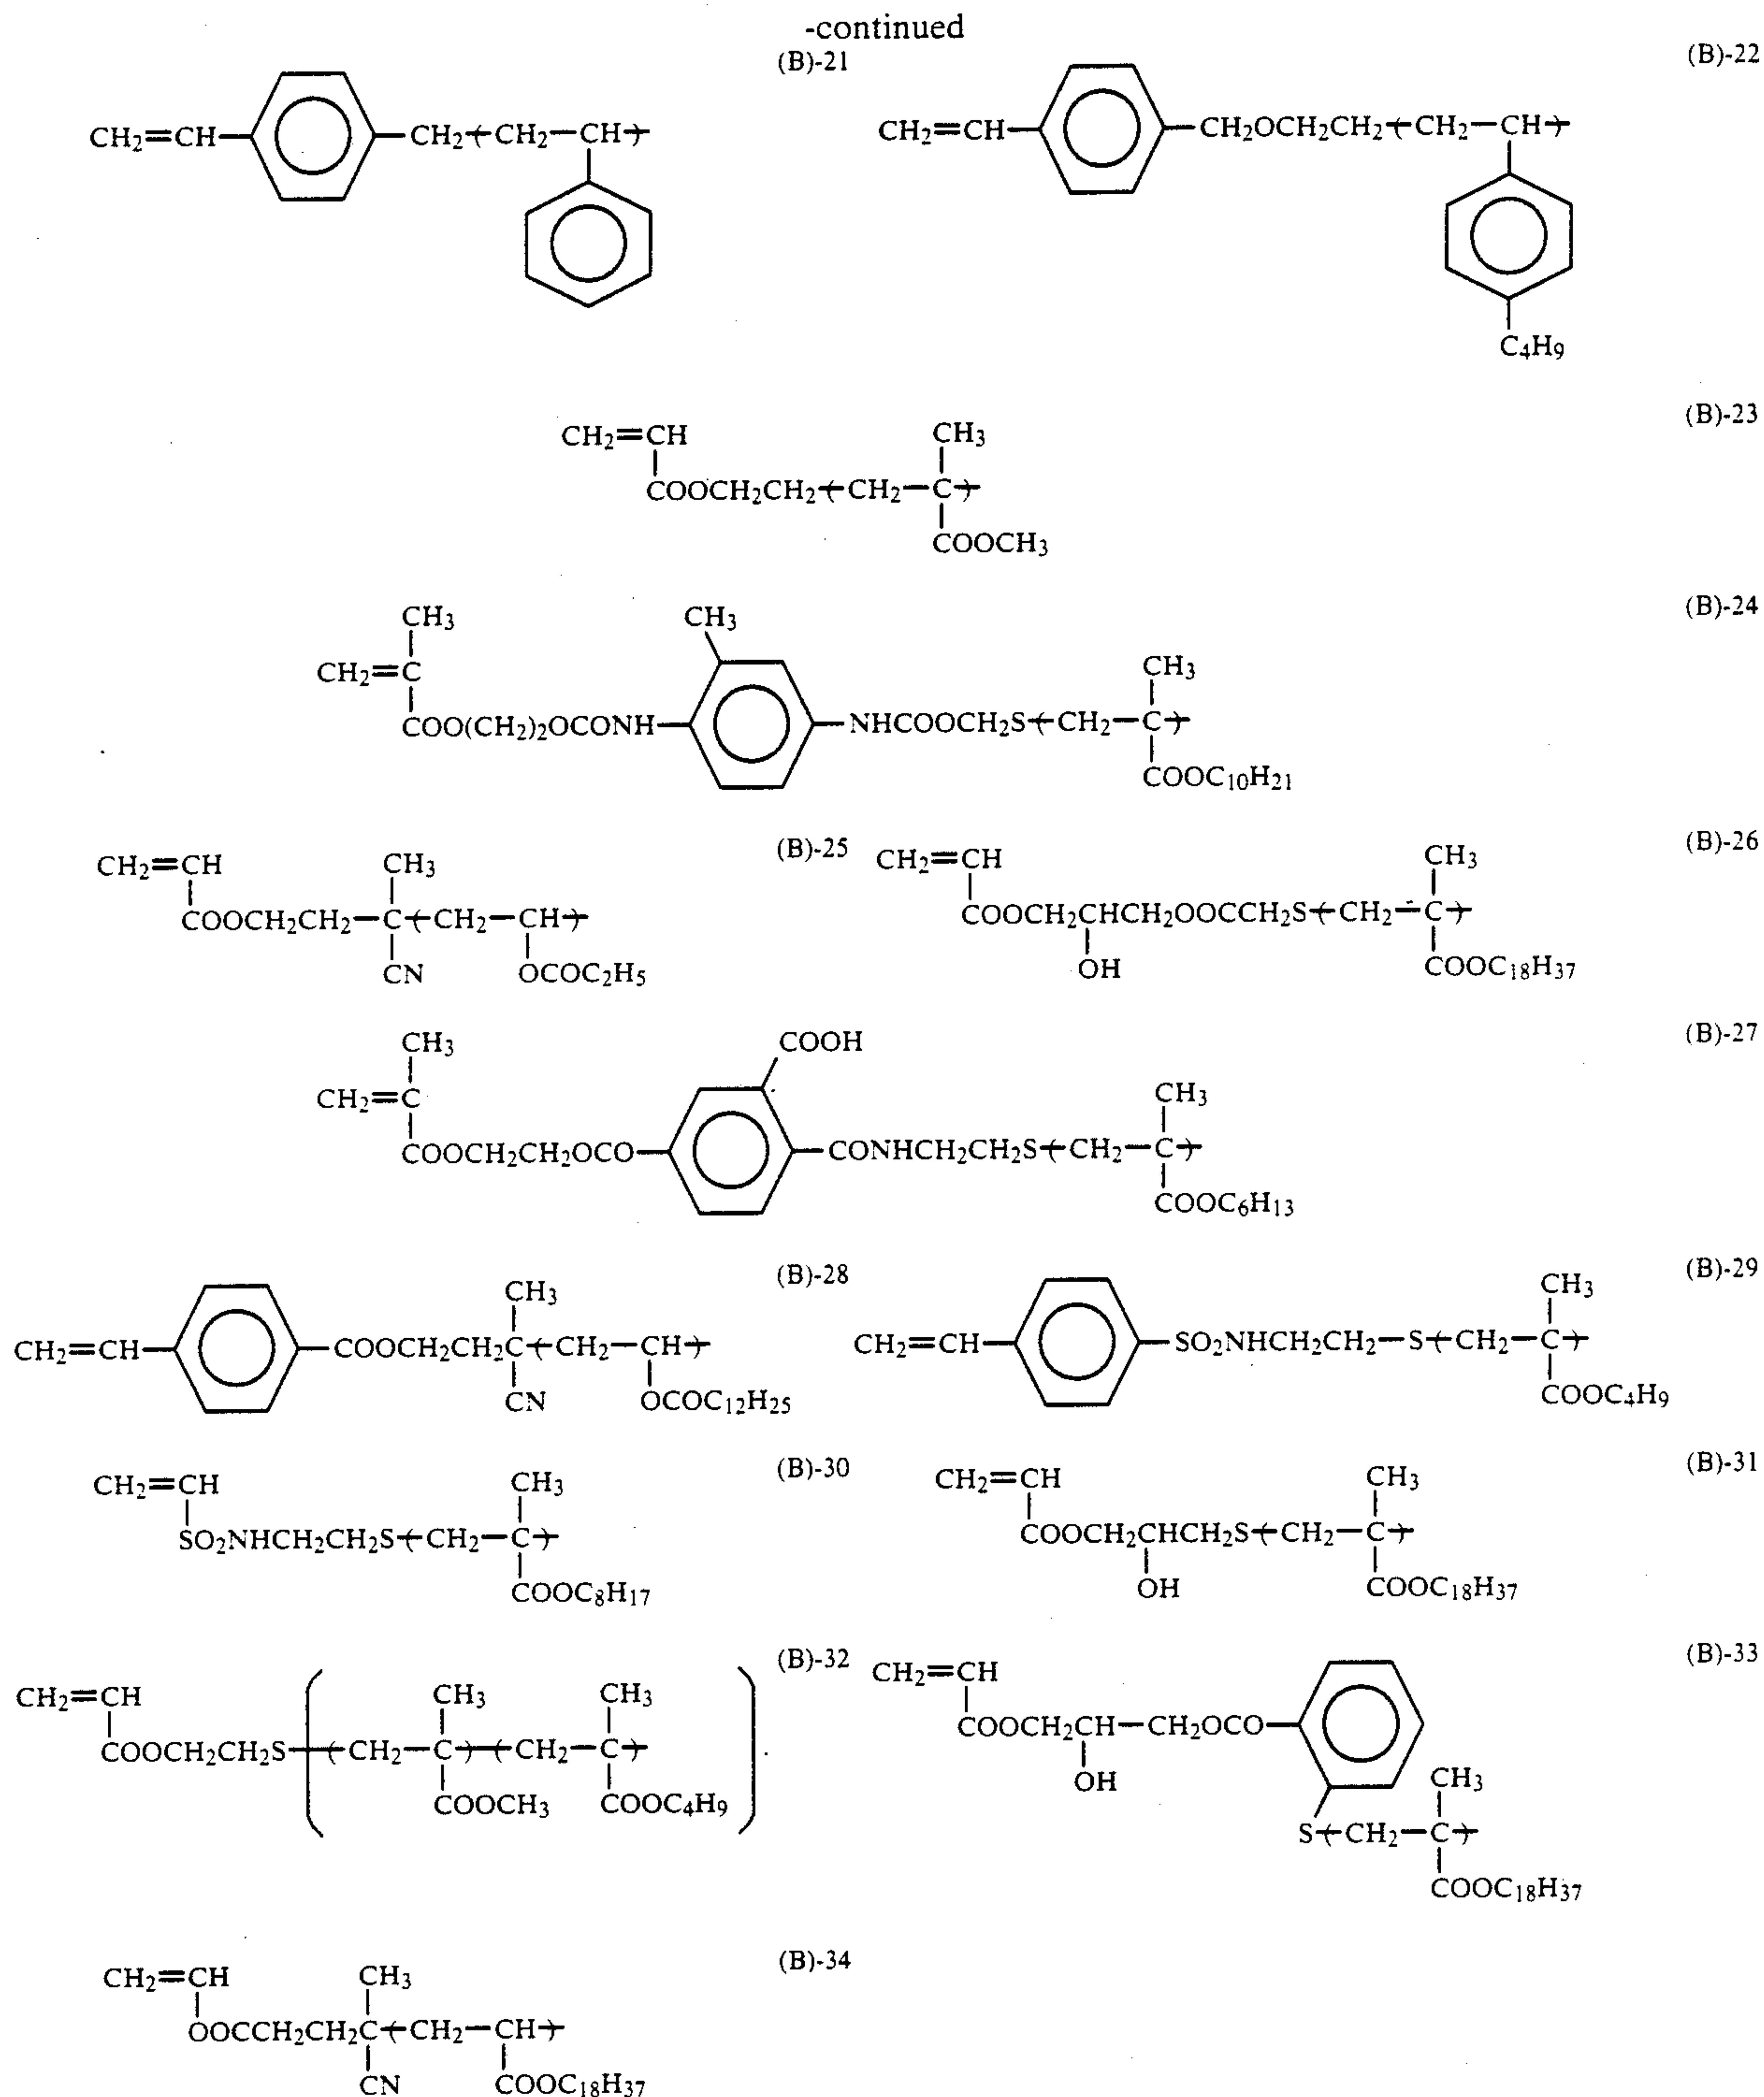 -continued
(B)-21
(B)-22
CH2=CH CH2 (CH2—CH)
CH2=CH CH2OCH2CH2 (CH2—CH)
C4H9
(B)-23
CH2=CH CH3
COOCH2CH2 (CH2—C)
COOCH3
(B)-24
CH3 CH3
CH2=C CH3
COO(CH2)2OCONH NHCOOCH2S (CH2—C)
COOC10H21
(B)-25
CH2=CH CH3
COOCH2CH2—C (CH2—CH)
CN OCOC2H5
(B)-26
CH2=CH CH3
COOCH2CHCH2OOCCH2S (CH2—C)
OH COOC18H37
(B)-27
CH3 COOH
CH2=C CH3
COOCH2CH2OCO CONHCH2CH2S (CH2—C)
COOC6H13
(B)-28
CH3
CH2=CH COOCH2CH2C (CH2—CH)
CN OCOC12H25
(B)-29
CH3
CH2=CH SO2NHCH2CH2—S (CH2—C)
COOC4H9
(B)-30
CH2=CH CH3
SO2NHCH2CH2S (CH2—C)
COOC8H17
(B)-31
CH2=CH CH3
COOCH2CHCH2S (CH2—C)
OH COOC18H37
(B)-32
CH2=CH CH3 CH3
COOCH2CH2S (CH2—C) (CH2—C)
COOCH3 COOC4H9
(B)-33
CH2=CH
COOCH2CH—CH2OCO
OH CH3
S (CH2—C)
COOC18H37
(B)-34
CH2=CH CH3
OOCCH2CH2C (CH2—CH)
CN COOC18H37